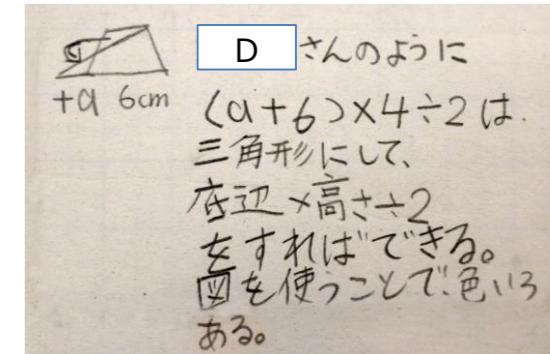 D さんのように
+a 6cm
(a+6)×4÷2は.
三角形にして、
底辺×高さ÷2
をすればできる。
図を使うことで、色いろ
ある。